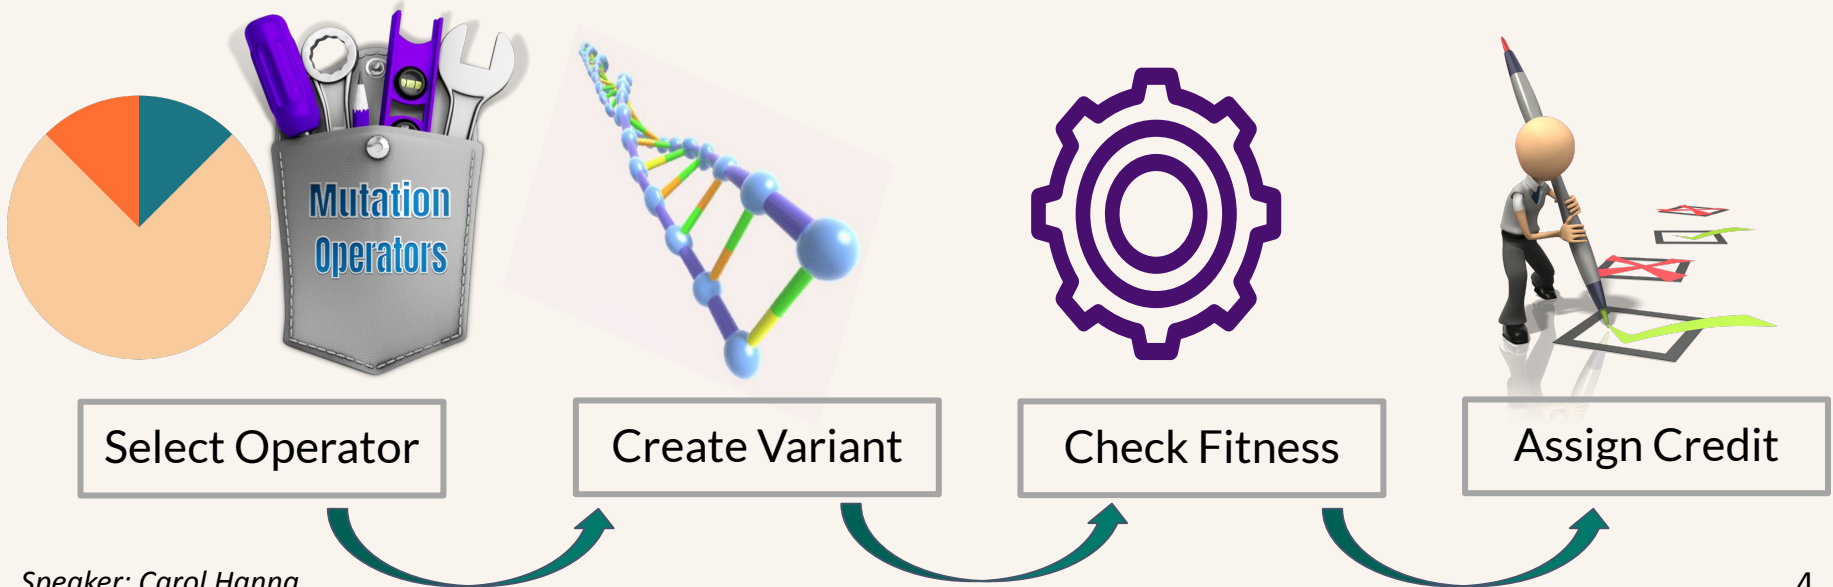 Mutation
Operators
Select Operator
Create Variant
Check Fitness
Assign Credit
Speaker: Carol Hanna
4